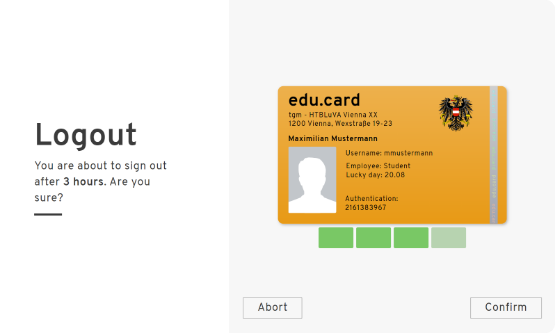 Logout
You are about to sign out
after 3 hours. Are you
sure?
edu.card
tgm - HTBLuVA Vienna XX
1200 Vienna, Wexstraße 19-23
Maximilian Mustermann
Username: mmustermann
Employee: Student
Lucky day: 20.08
Authentication:
2161383967
Abort
Confirm